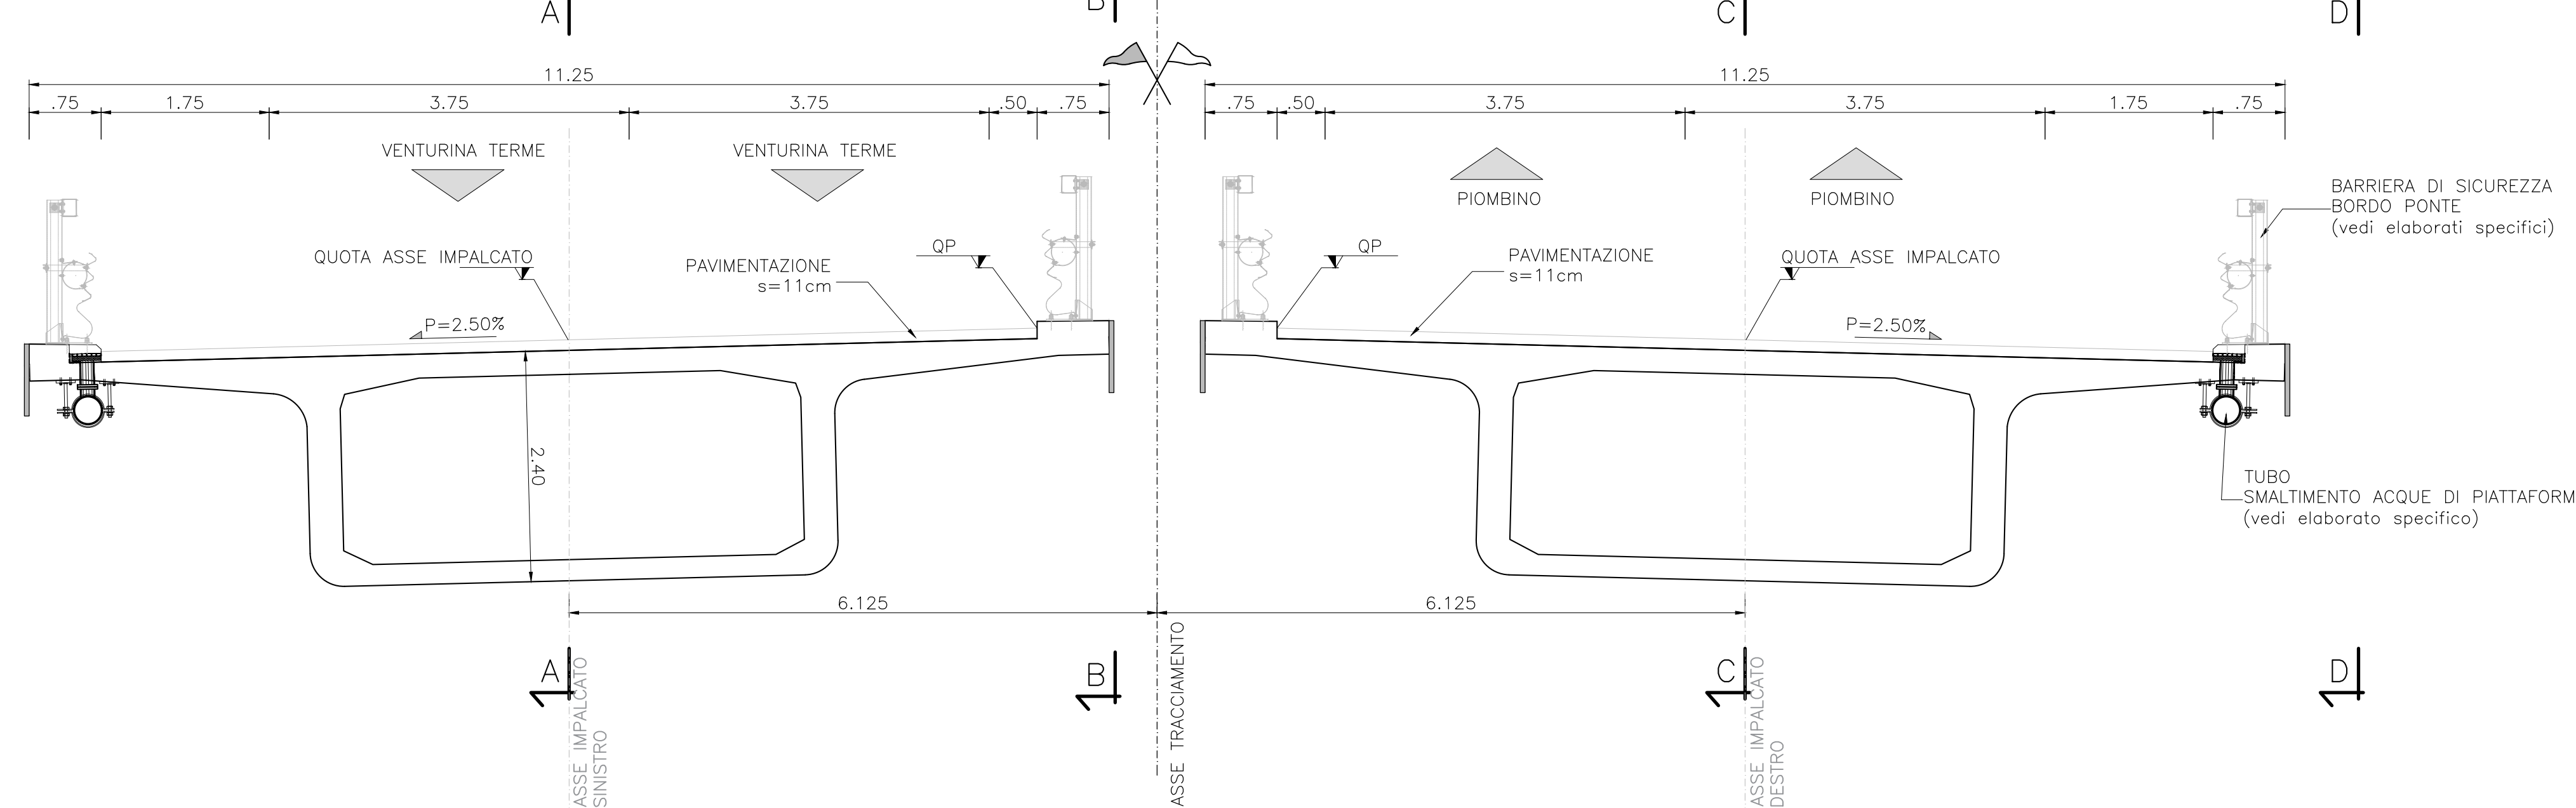 A
B
C
D
11.25
11.25
.75
1.75
3.75
3.75
.50
.75
.75
.50
3.75
3.75
1.75
.75
VENTURINA TERME
VENTURINA TERME
PIOMBINO
PIOMBINO
BARRIERA DI SICUREZZA
BORDO PONTE
(vedi elaborati specifici)
QUOTA ASSE IMPALCATO
PAVIMENTAZIONE
s=11cm
QP
QP
PAVIMENTAZIONE
s=11cm
QUOTA ASSE IMPALCATO
P=2.50%
P=2.50%
2.40
TUBO
SMALTIMENTO ACQUE DI PIATTAFORM
(vedi elaborato specifico)
6.125
6.125
A
B
C
D
ASSE IMPALCATO
SINISTRO
ASSE TRACCIAMENTO
ASSE IMPALCATO
DESTRO